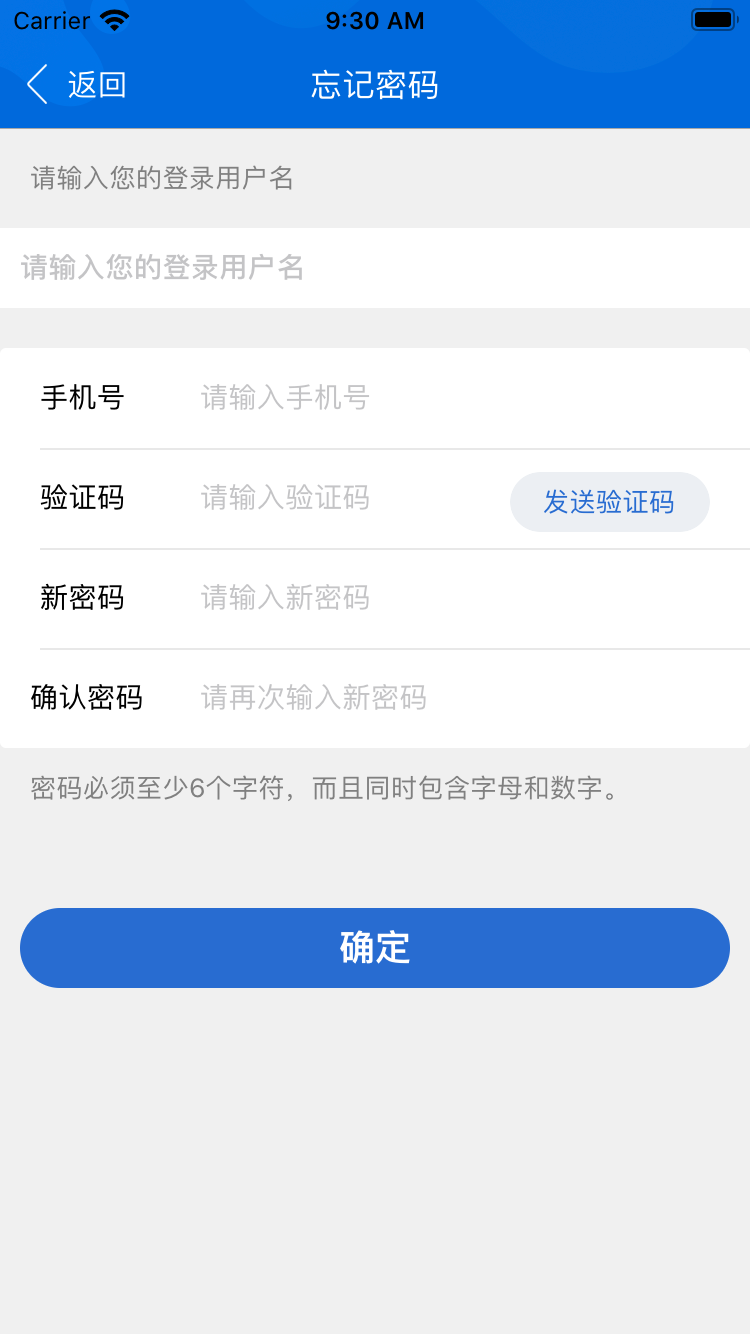 Carrier 9:30 AM
返回 忘记密码
请输入您的登录用户名
请输入您的登录用户名
手机号 请输入手机号
验证码 请输入验证码 发送验证码
新密码 请输入新密码
确认密码 请再次输入新密码
密码必须至少6个字符，而且同时包含字母和数字。
确定